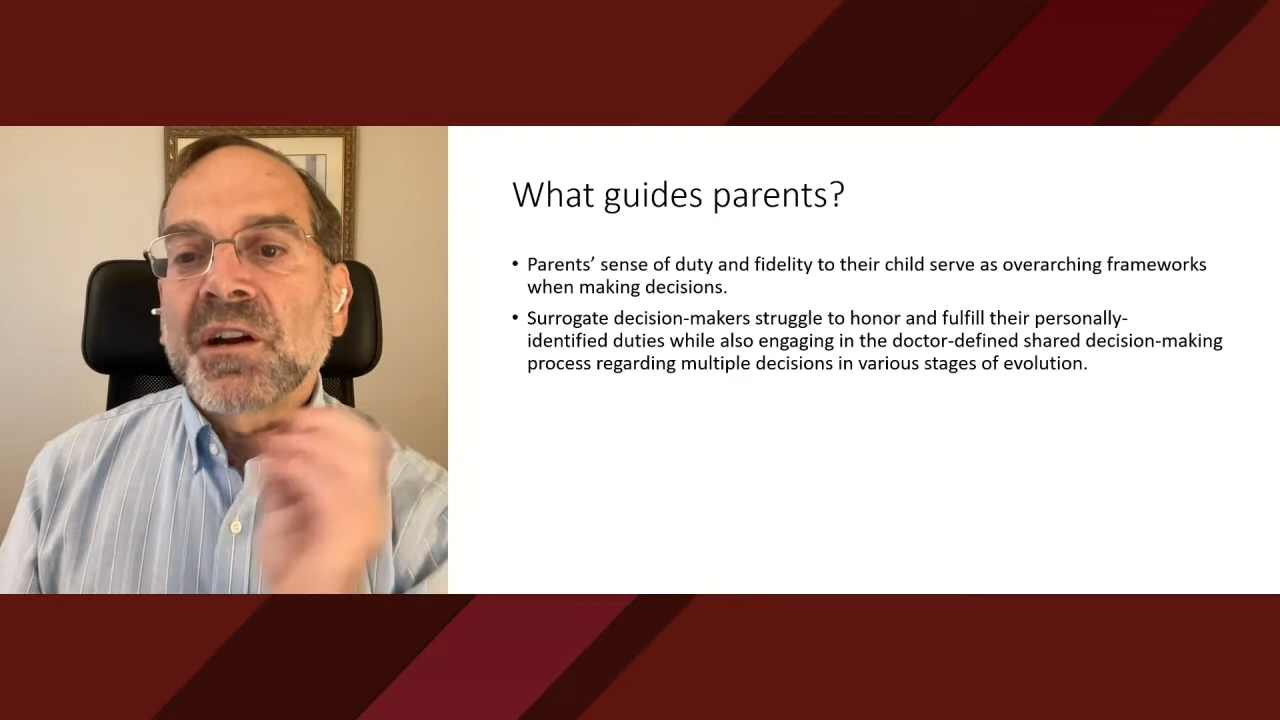 What guides parents?
• Parents’ sense of duty and fidelity to their child serve as overarching frameworks
when making decisions.
• Surrogate decision-makers struggle to honor and fulfill their personally-
identified duties while also engaging in the doctor-defined shared decision-making
process regarding multiple decisions in various stages of evolution.